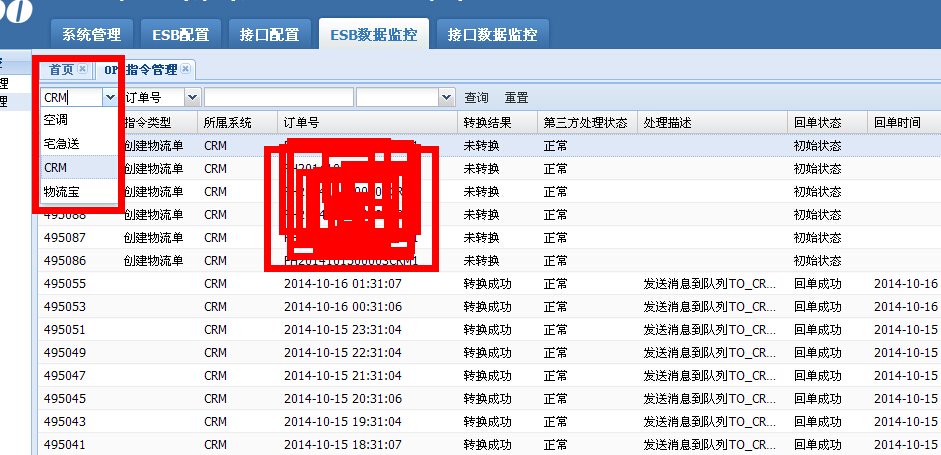 系统管理 ESB配置 接口配置 ESB数据监控 接口数据监控
首页 指令管理
CRM 订单号 查询 重置
空调
宅急送
CRM
物流宝
指令类型 所属系统 订单号 转换结果 第三方处理状态 处理描述 回单状态 回单时间
创建物流单 CRM 未转换 正常 初始状态
创建物流单 CRM 未转换 正常 初始状态
创建物流单 CRM 未转换 正常 初始状态
495088 创建物流单 CRM 未转换 正常 初始状态
495087 创建物流单 CRM 未转换 正常 初始状态
495086 创建物流单 CRM 未转换 正常 初始状态
495055 CRM 2014-10-16 01:31:07 转换成功 正常 发送消息到队列TO_CR... 回单成功 2014-10-16
495053 CRM 2014-10-16 00:31:06 转换成功 正常 发送消息到队列TO_CR... 回单成功 2014-10-16
495051 CRM 2014-10-15 23:31:04 转换成功 正常 发送消息到队列TO_CR... 回单成功 2014-10-15
495049 CRM 2014-10-15 22:31:04 转换成功 正常 发送消息到队列TO_CR... 回单成功 2014-10-15
495047 CRM 2014-10-15 21:31:04 转换成功 正常 发送消息到队列TO_CR... 回单成功 2014-10-15
495045 CRM 2014-10-15 20:31:06 转换成功 正常 发送消息到队列TO_CR... 回单成功 2014-10-15
495043 CRM 2014-10-15 19:31:04 转换成功 正常 发送消息到队列TO_CR... 回单成功 2014-10-15
495041 CRM 2014-10-15 18:31:07 转换成功 正常 发送消息到队列TO_CR... 回单成功 2014-10-15